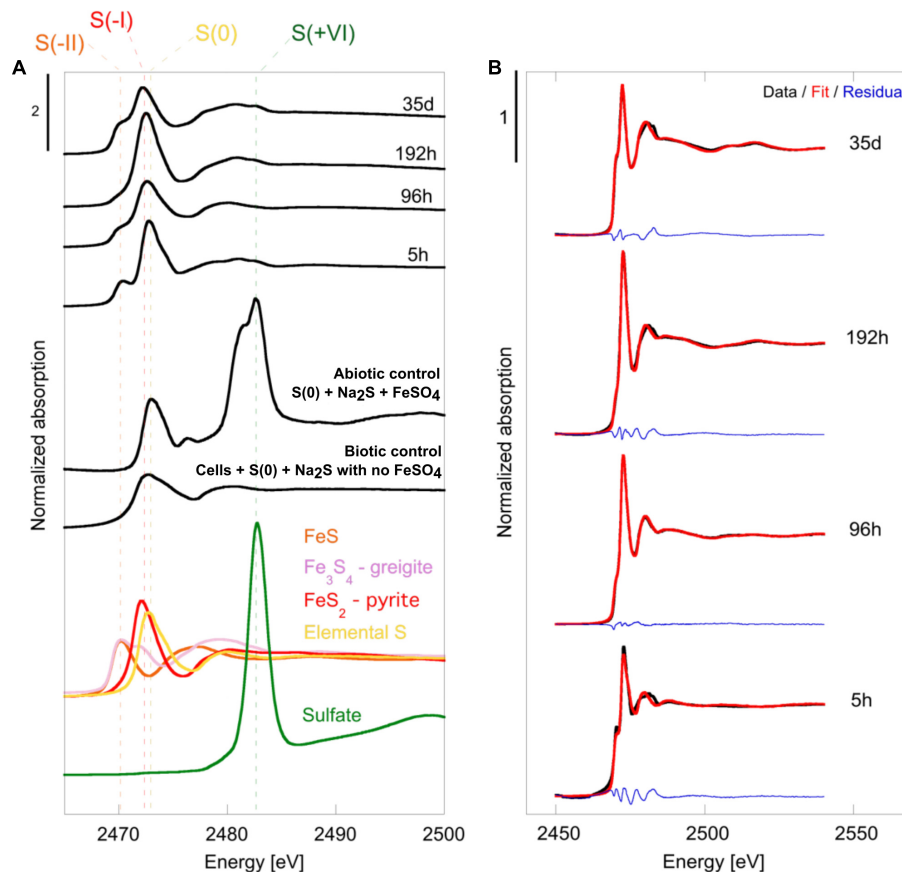 S(-I)
S(-II)
S(0)
S(+VI)
A
2
35d
192h
96h
5h
Abiotic control
S(0) + Na2S + FeSO4
Biotic control
Cells + S(0) + Na2S with no FeSO4
FeS
Fe3S4 - greigite
FeS2 - pyrite
Elemental S
Sulfate
Normalized absorption
2470
2480
2490
2500
Energy [eV]
B
1
Data / Fit / Residual
35d
192h
96h
5h
Normalized absorption
2450
2500
2550
Energy [eV]